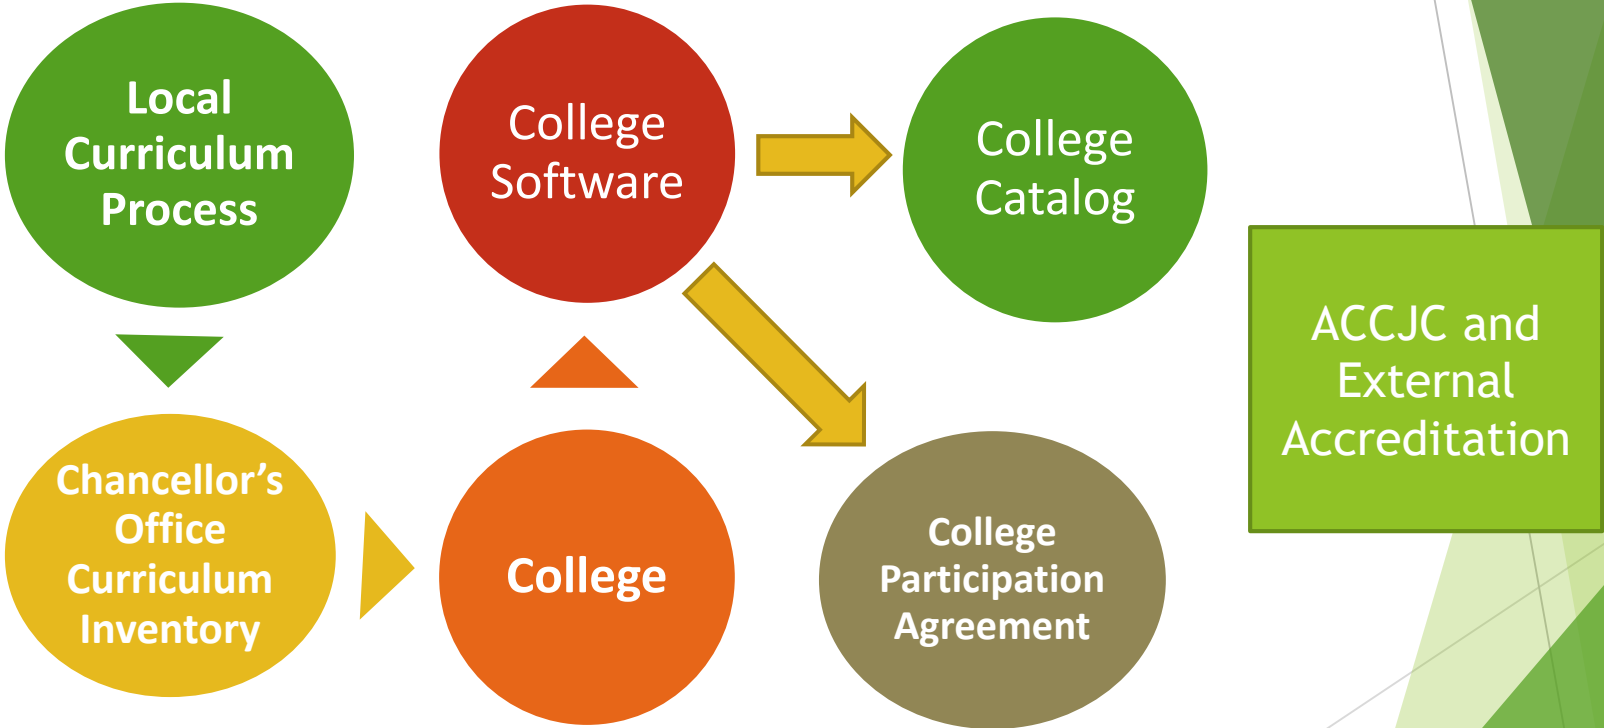 Local
Curriculum
Process
College
Software
College
Catalog
ACCJC and
External
Accreditation
Chancellor’s
Office
Curriculum
Inventory
College
College
Participation
Agreement